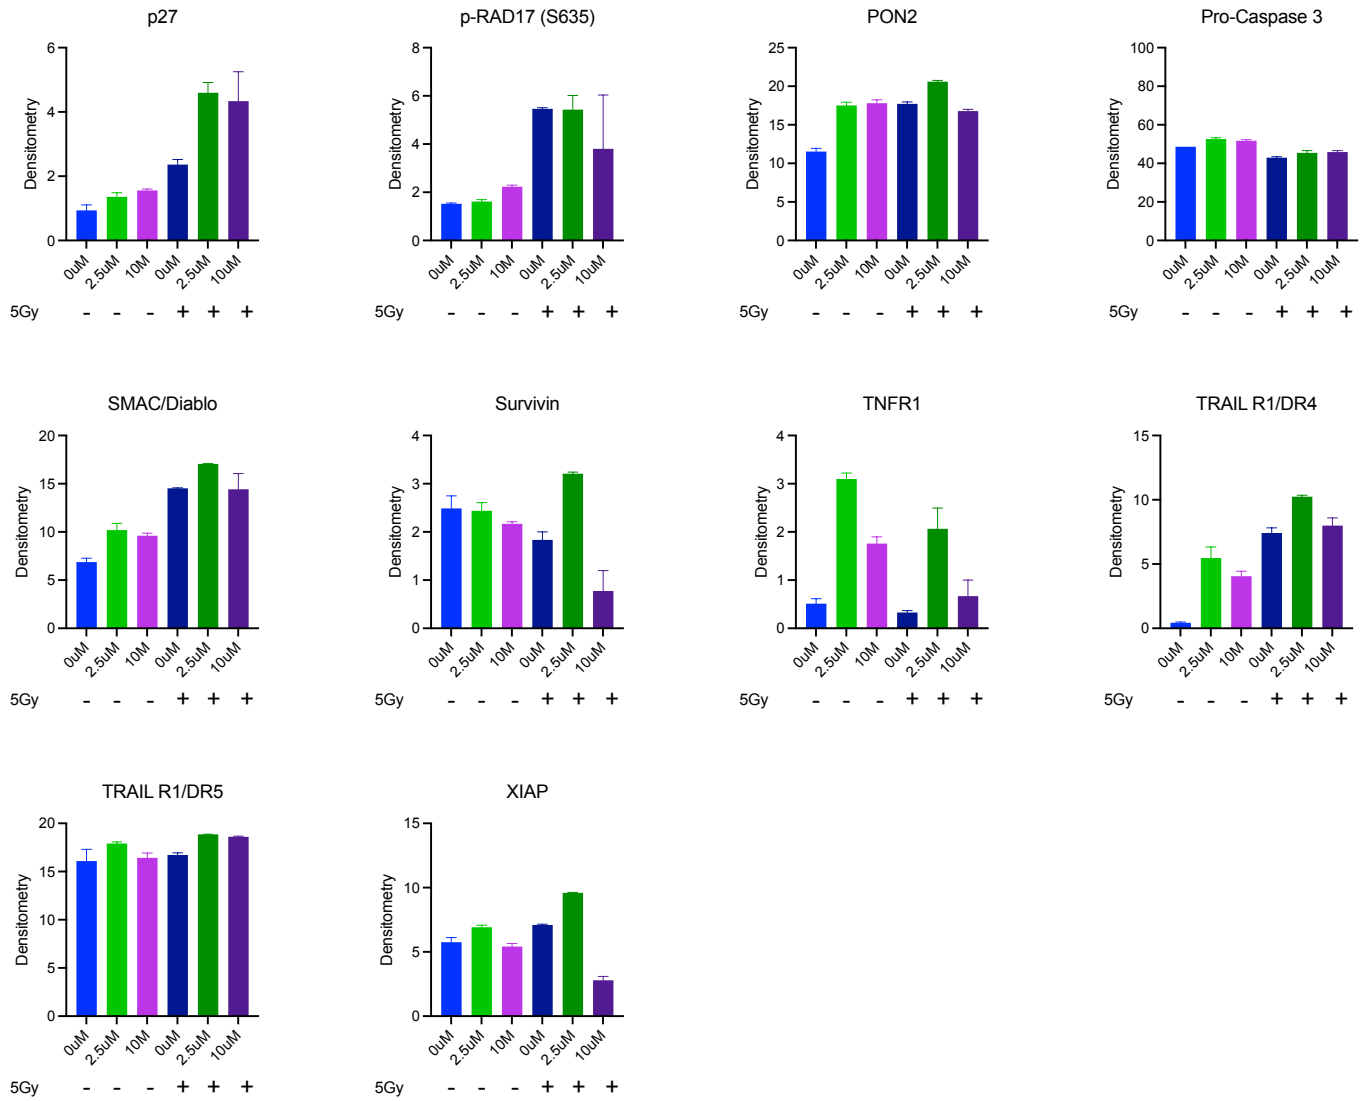 p27
p-RAD17 (S635)
PON2
Pro-Caspase 3
6
4
2
0
Densitometry
0uM
2.5uM
10M
0uM
2.5uM
10uM
5Gy - - - + + +
8
6
4
2
0
Densitometry
0uM
2.5uM
10M
0uM
2.5uM
10uM
5Gy - - - + + +
25
20
15
10
5
0
Densitometry
0uM
2.5uM
10M
0uM
2.5uM
10uM
5Gy - - - + + +
100
80
60
40
20
0
Densitometry
0uM
2.5uM
10M
0uM
2.5uM
10uM
5Gy - - - + + +
SMAC/Diablo
Survivin
TNFR1
TRAIL R1/DR4
20
15
10
5
0
Densitometry
0uM
2.5uM
10M
0uM
2.5uM
10uM
5Gy - - - + + +
4
3
2
1
0
Densitometry
0uM
2.5uM
10M
0uM
2.5uM
10uM
5Gy - - - + + +
4
3
2
1
0
Densitometry
0uM
2.5uM
10M
0uM
2.5uM
10uM
5Gy - - - + + +
15
10
5
0
Densitometry
0uM
2.5uM
10M
0uM
2.5uM
10uM
5Gy - - - + + +
TRAIL R1/DR5
XIAP
20
15
10
5
0
Densitometry
0uM
2.5uM
10M
0uM
2.5uM
10uM
5Gy - - - + + +
15
10
5
0
Densitometry
0uM
2.5uM
10M
0uM
2.5uM
10uM
5Gy - - - + + +